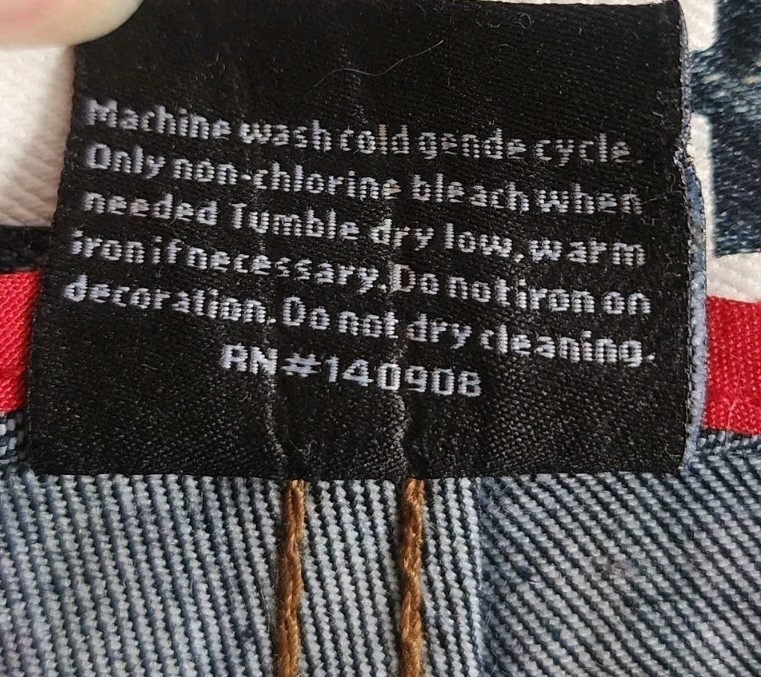 Machine wash cold gende cycle.
Only non-chlorine bleach when
needed Tumble dry low, warm
iron if necessary. Do not iron on
decoration. Do not dry cleaning.
RN#140908